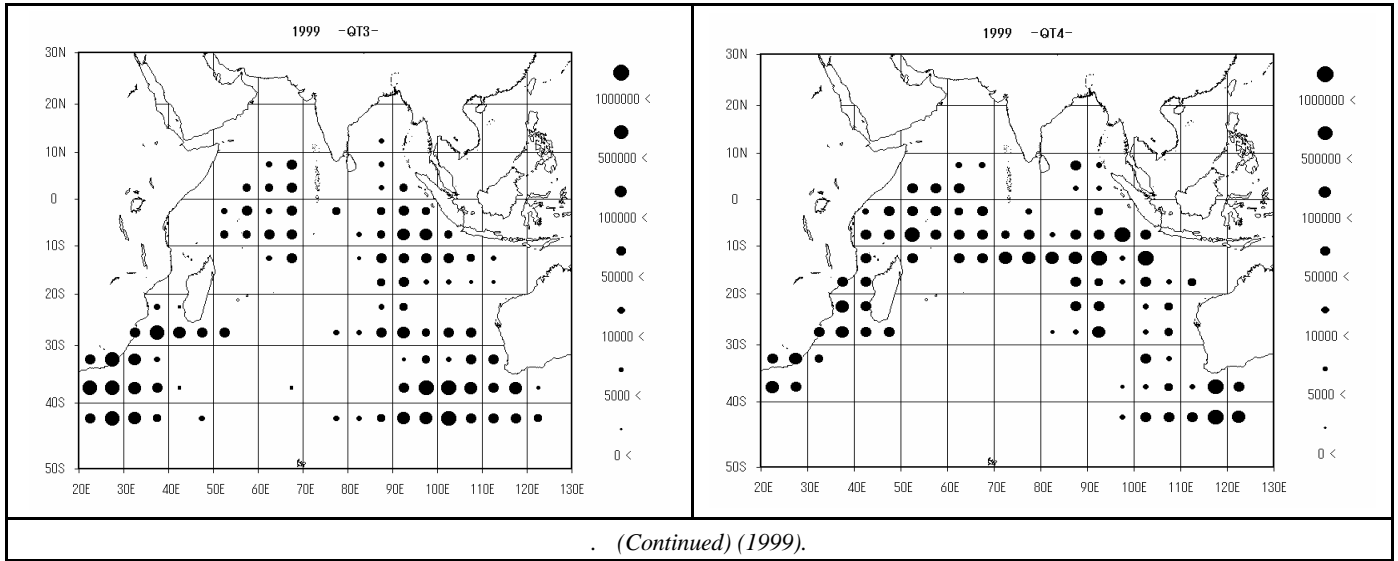 1999 -QT3-
30N
20N
10N
0
10S
20S
30S
40S
50S
20E 30E 40E 50E 60E 70E 80E 90E 100E 110E 120E 130E
1000000 <
500000 <
100000 <
50000 <
10000 <
5000 <
0 <
1999 -QT4-
30N
20N
10N
0
10S
20S
30S
40S
50S
20E 30E 40E 50E 60E 70E 80E 90E 100E 110E 120E 130E
1000000 <
500000 <
100000 <
50000 <
10000 <
5000 <
0 <
. (Continued) (1999).